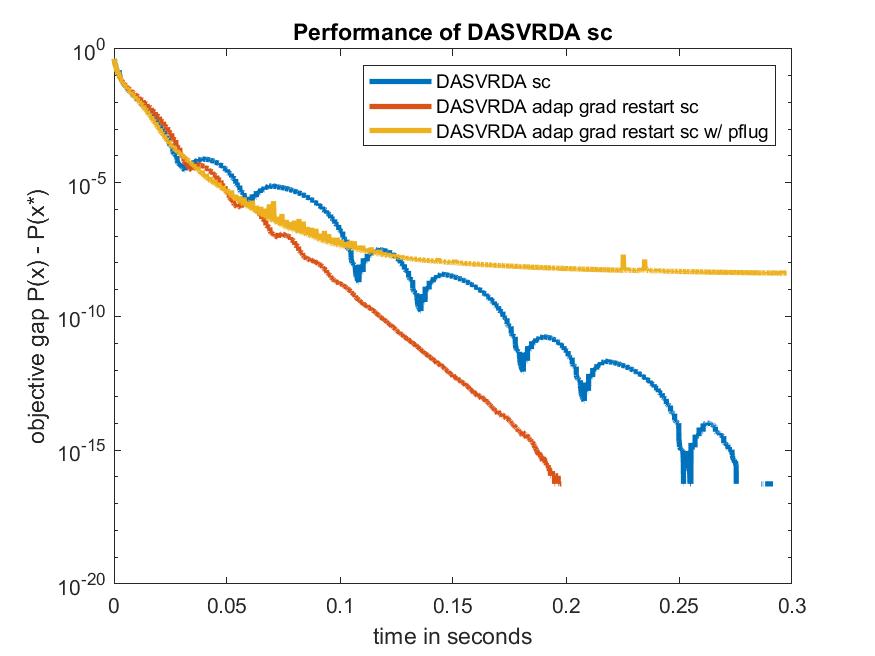 Performance of DASVRDA sc
10^0
10^-5
10^-10
10^-15
10^-20
objective gap P(x) - P(x*)
DASVRDA sc
DASVRDA adap grad restart sc
DASVRDA adap grad restart sc w/ pflug
0 0.05 0.1 0.15 0.2 0.25 0.3
time in seconds